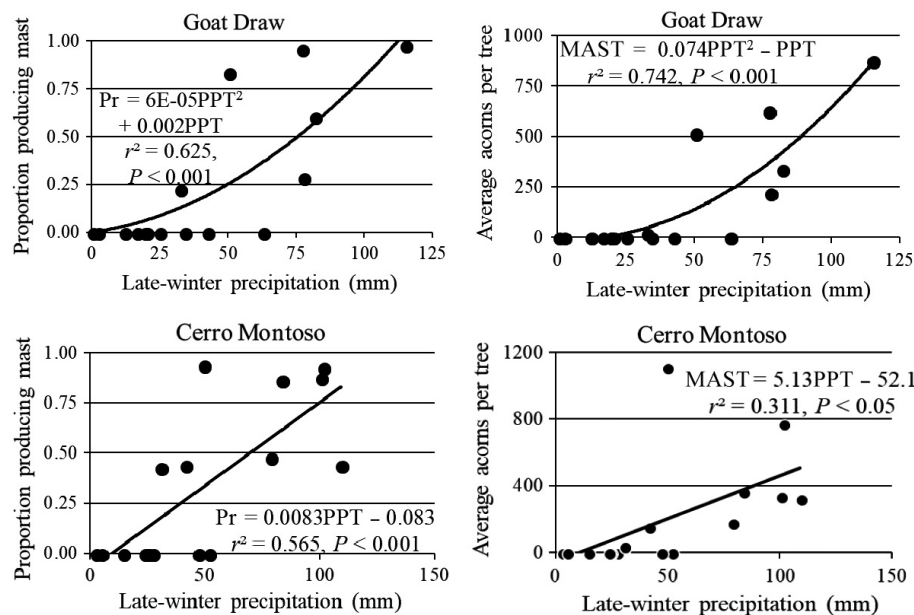 Goat Draw
Proportion producing mast
1.00
0.75
0.50
0.25
0.00
Pr = 6E-05PPT²
+ 0.002PPT
r² = 0.625,
P < 0.001
0 25 50 75 100 125
Late-winter precipitation (mm)
Goat Draw
Average acorns per tree
1000
750
500
250
0
MAST = 0.074PPT² – PPT
r² = 0.742, P < 0.001
0 25 50 75 100 125
Late-winter precipitation (mm)
Cerro Montoso
Proportion producing mast
1.00
0.75
0.50
0.25
0.00
Pr = 0.0083PPT – 0.083
r² = 0.565, P < 0.001
0 50 100 150
Late-winter precipitation (mm)
Cerro Montoso
Average acorns per tree
1200
800
400
0
MAST = 5.13PPT – 52.1
r² = 0.311, P < 0.05
0 50 100 150
Late-winter precipitation (mm)